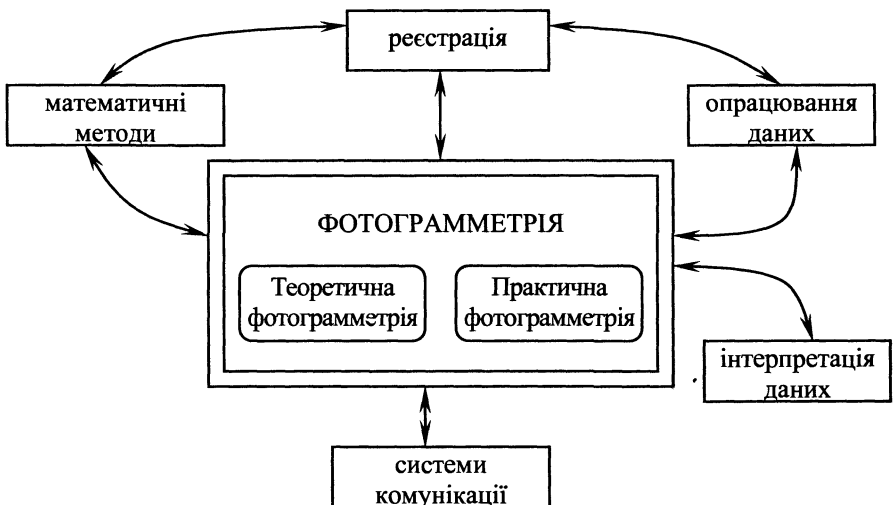 реєстрація
математичні
методи
опрацювання
даних
ФОТОГРАММЕТРІЯ
Теоретична
фотограмметрія
Практична
фотограмметрія
інтерпретація
даних
системи
комунікації